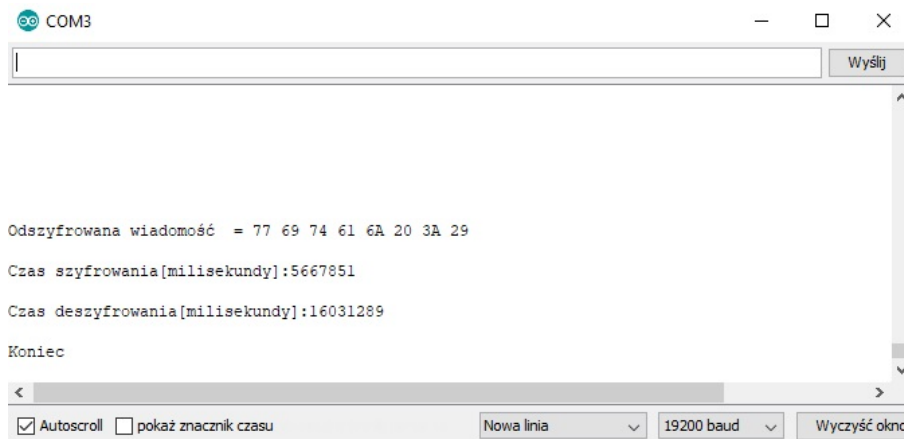 COM3
Wyślij
Odszyfrowana wiadomość = 77 69 74 61 6A 20 3A 29
Czas szyfrowania[milisekundy]:5667851
Czas deszyfrowania[milisekundy]:16031289
Koniec
Autoscroll pokaż znacznik czasu Nowa linia 19200 baud Wyczyść okno